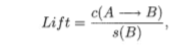 Lift = c(A ⟶ B) / s(B),